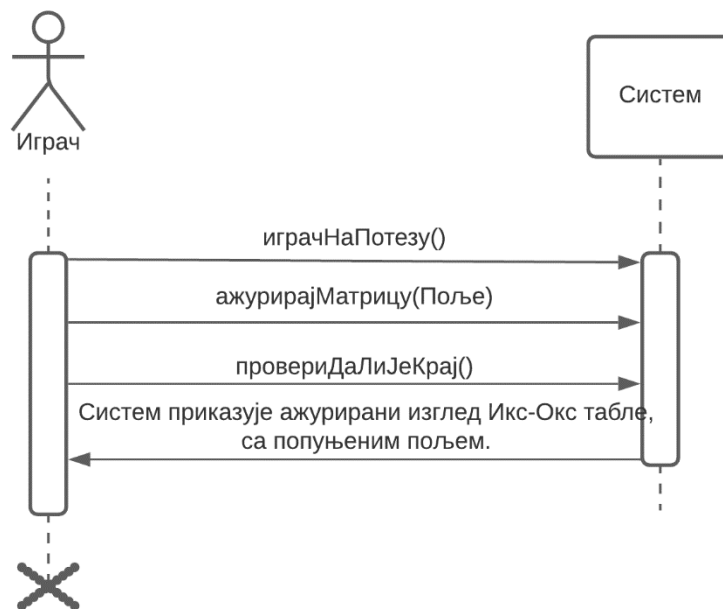 Играч
Систем
играчНаПотезу()
ажурирајМатрицу(Поље)
провериДаЛиЈеКрај()
Систем приказује ажурирани изглед Икс-Окс табле,
са попуњеним пољем.